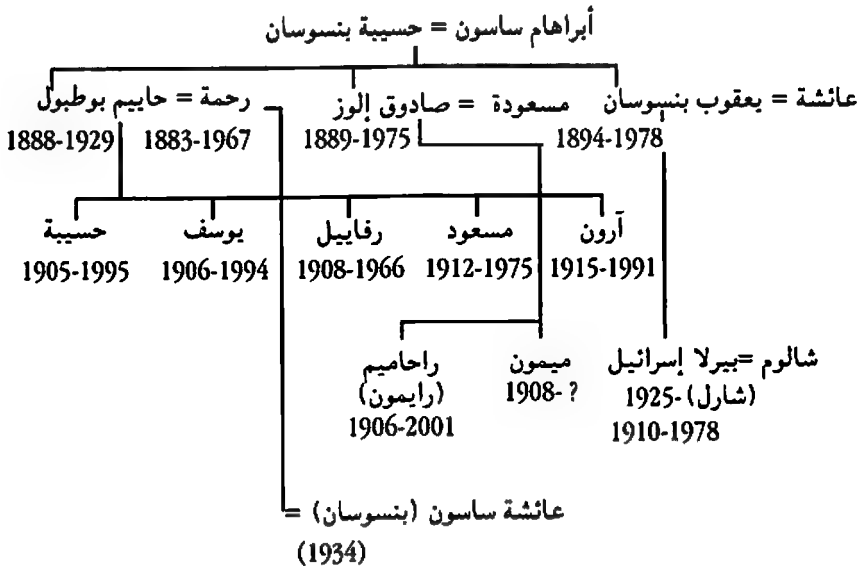 أبراهام ساسون = حسيبة بنسوسان
عائشة = يعقوب بنسوسان مسعودة = صادوق إلوز رحمة = حاييم بوطبول
1894-1978 1889-1975 1883-1967 1888-1929
آرون مسعود رفاييل يوسف حسيبة
1915-1991 1912-1975 1908-1966 1906-1994 1905-1995
شالوم =بيرلا إسرائيل ميمون راحاميم
(شارل) -1925 1908- ? (رايمون)
1910-1978 1906-2001
عائشة ساسون (بنسوسان) =
(1934)